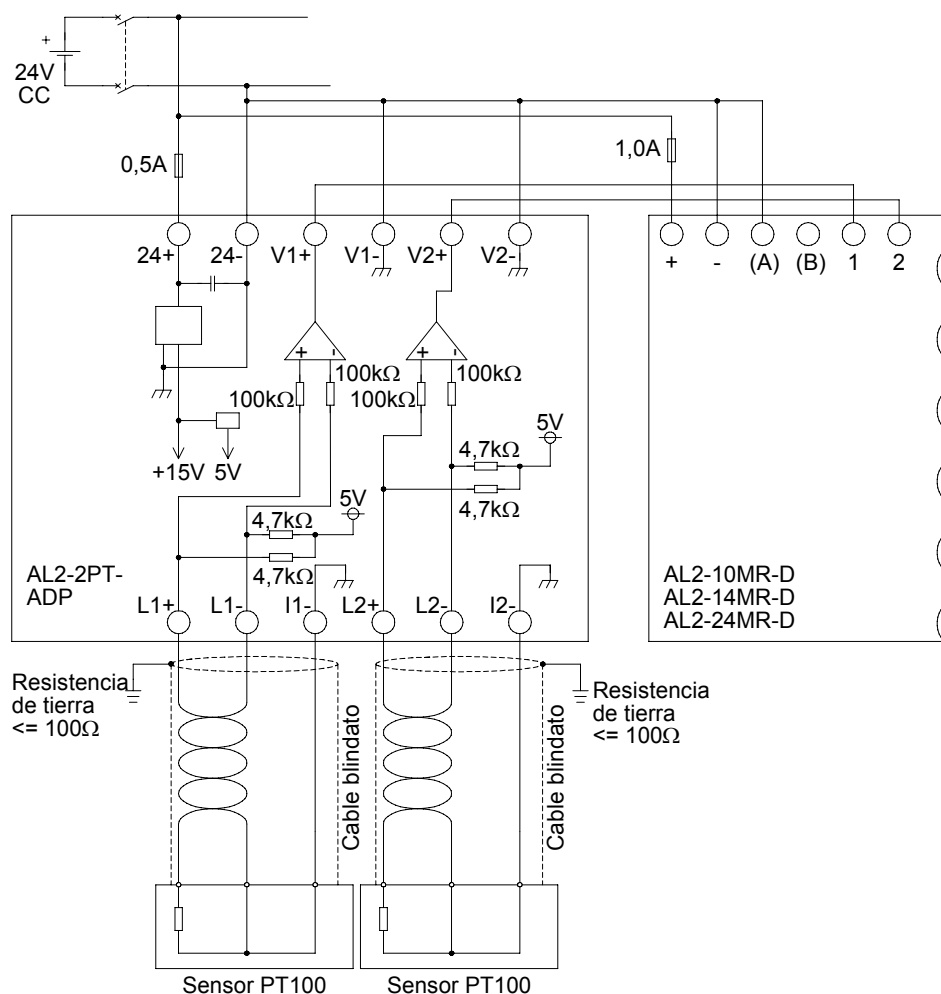 +
24V
CC
0,5A
1,0A
24+ 24- V1+ V1- V2+ V2-
+ - (A) (B) 1 2
+ -
+ -
100kΩ
100kΩ
100kΩ
100kΩ
5V
4,7kΩ
4,7kΩ
+15V 5V
5V
4,7kΩ
4,7kΩ
AL2-2PT-
ADP
AL2-10MR-D
AL2-14MR-D
AL2-24MR-D
L1+ L1- I1- L2+ L2- I2-
Resistencia
de tierra
<= 100Ω
Cable blindato
Cable blindato
Resistencia
de tierra
<= 100Ω
Sensor PT100
Sensor PT100